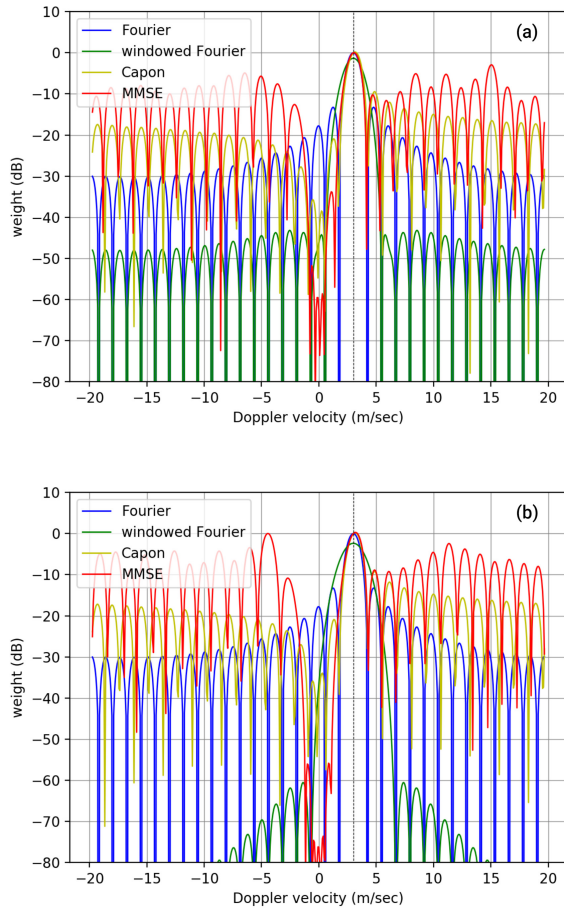 (a)
Fourier
windowed Fourier
Capon
MMSE
10
0
−10
−20
−30
−40
−50
−60
−70
−80
weight (dB)
−20 −15 −10 −5 0 5 10 15 20
Doppler velocity (m/sec)
(b)
Fourier
windowed Fourier
Capon
MMSE
10
0
−10
−20
−30
−40
−50
−60
−70
−80
weight (dB)
−20 −15 −10 −5 0 5 10 15 20
Doppler velocity (m/sec)